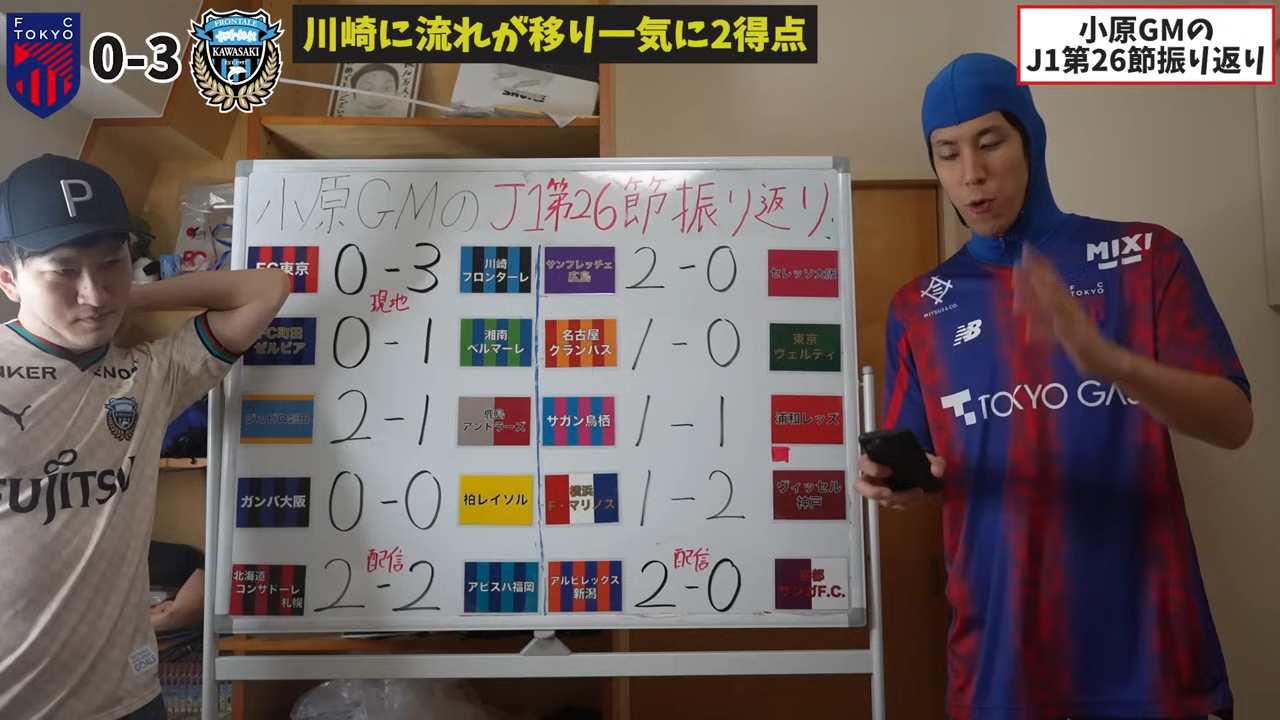 FC
TOKYO
0-3
FRONTALE
KAWASAKI
川崎に流れが移り一気に2得点
小原GMの
J1第26節振り返り
小原GMのJ1第26節振り返り
FC東京 0-3 川崎フロンターレ
現地
FC町田ゼルビア 0-1 湘南ベルマーレ
ジュビロ磐田 2-1 鹿島アントラーズ
ガンバ大阪 0-0 柏レイソル
配信
北海道コンサドーレ札幌 2-2 アビスパ福岡
サンフレッチェ広島 2-0 セレッソ大阪
名古屋グランパス 1-0 東京ヴェルディ
サガン鳥栖 1-1 浦和レッズ
横浜F・マリノス 1-2 ヴィッセル神戸
配信
アルビレックス新潟 2-0 京都サンガF.C.
P
FUJITSU
MIXI
MITSUI&CO.
FC
TOKYO
NB
TOKYO GAS